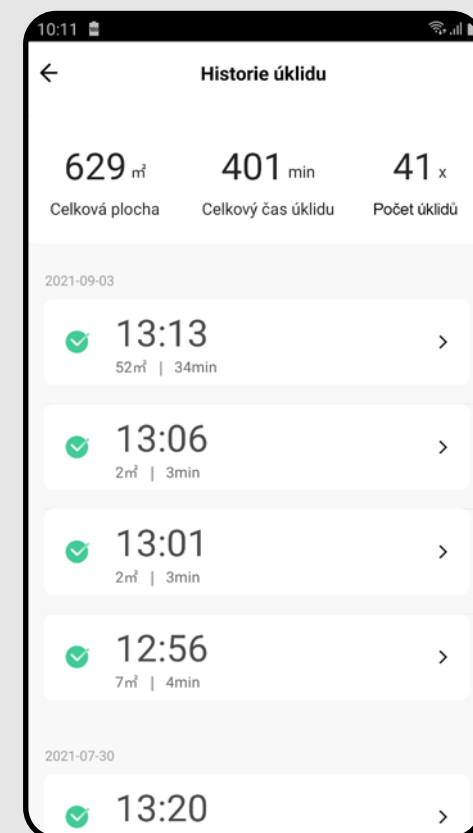 10:11
Historie úklidu
629 ㎡ 401 min 41 x
Celková plocha Celkový čas úklidu Počet úklidů
2021-09-03
13:13
52㎡ | 34min
13:06
2㎡ | 3min
13:01
2㎡ | 3min
12:56
7㎡ | 4min
2021-07-30
13:20